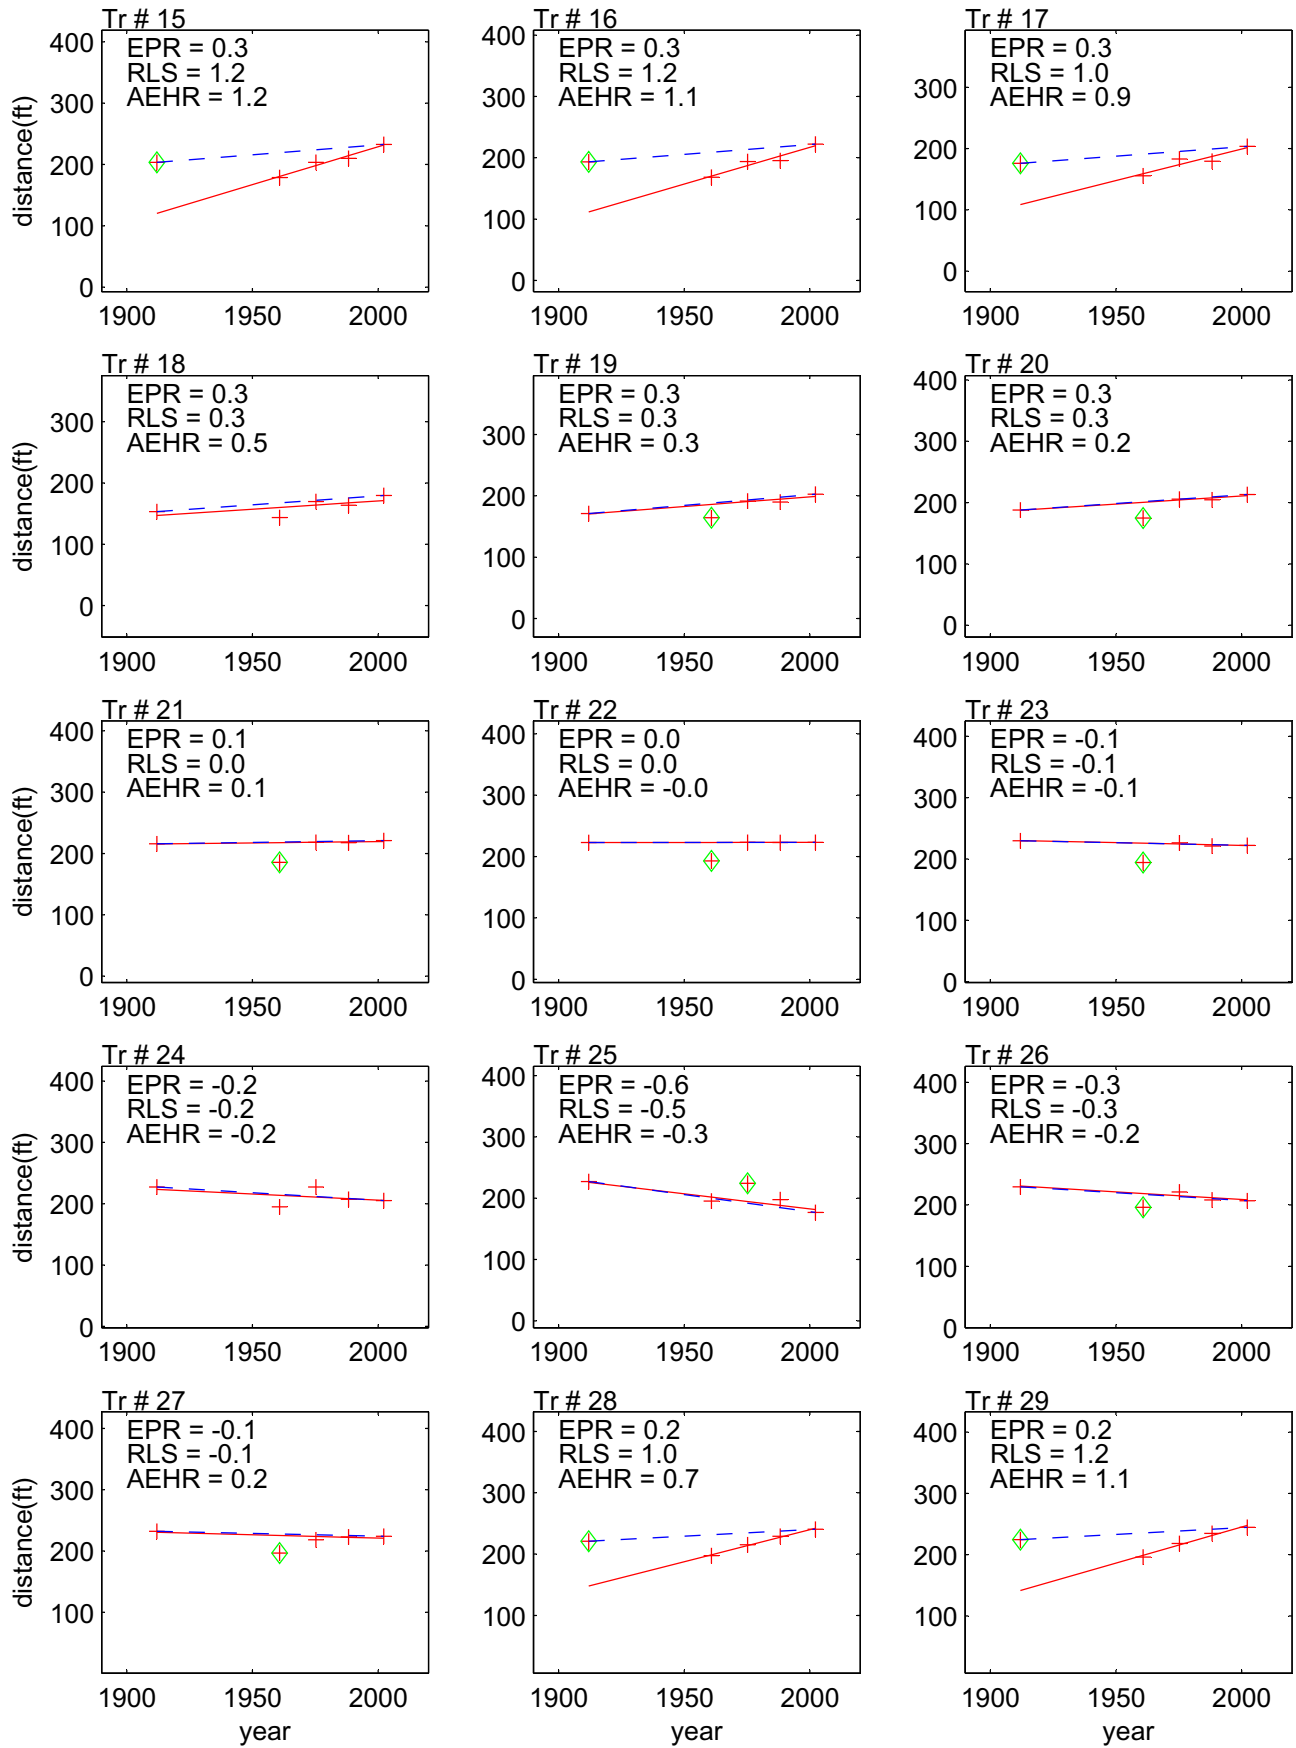 Tr # 15
EPR = 0.3
RLS = 1.2
AEHR = 1.2
400
300
200
100
0
1900 1950 2000
distance(ft)
Tr # 16
EPR = 0.3
RLS = 1.2
AEHR = 1.1
400
300
200
100
0
1900 1950 2000
Tr # 17
EPR = 0.3
RLS = 1.0
AEHR = 0.9
300
200
100
0
1900 1950 2000
Tr # 18
EPR = 0.3
RLS = 0.3
AEHR = 0.5
300
200
100
0
1900 1950 2000
distance(ft)
Tr # 19
EPR = 0.3
RLS = 0.3
AEHR = 0.3
300
200
100
0
1900 1950 2000
Tr # 20
EPR = 0.3
RLS = 0.3
AEHR = 0.2
400
300
200
100
0
1900 1950 2000
Tr # 21
EPR = 0.1
RLS = 0.0
AEHR = 0.1
400
300
200
100
0
1900 1950 2000
distance(ft)
Tr # 22
EPR = 0.0
RLS = 0.0
AEHR = -0.0
400
300
200
100
0
1900 1950 2000
Tr # 23
EPR = -0.1
RLS = -0.1
AEHR = -0.1
400
300
200
100
0
1900 1950 2000
Tr # 24
EPR = -0.2
RLS = -0.2
AEHR = -0.2
400
300
200
100
0
1900 1950 2000
distance(ft)
Tr # 25
EPR = -0.6
RLS = -0.5
AEHR = -0.3
400
300
200
100
0
1900 1950 2000
Tr # 26
EPR = -0.3
RLS = -0.3
AEHR = -0.2
400
300
200
100
0
1900 1950 2000
Tr # 27
EPR = -0.1
RLS = -0.1
AEHR = 0.2
400
300
200
100
1900 1950 2000
distance(ft)
year
Tr # 28
EPR = 0.2
RLS = 1.0
AEHR = 0.7
400
300
200
100
1900 1950 2000
year
Tr # 29
EPR = 0.2
RLS = 1.2
AEHR = 1.1
400
300
200
100
1900 1950 2000
year